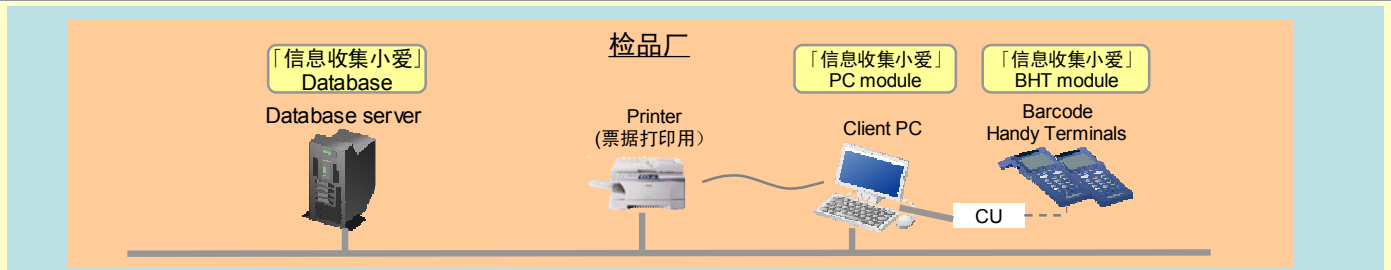 检品厂
「信息收集小爱」
Database
Database server
Printer
(票据打印用）
「信息收集小爱」
PC module
Client PC
「信息收集小爱」
BHT module
Barcode
Handy Terminals
CU